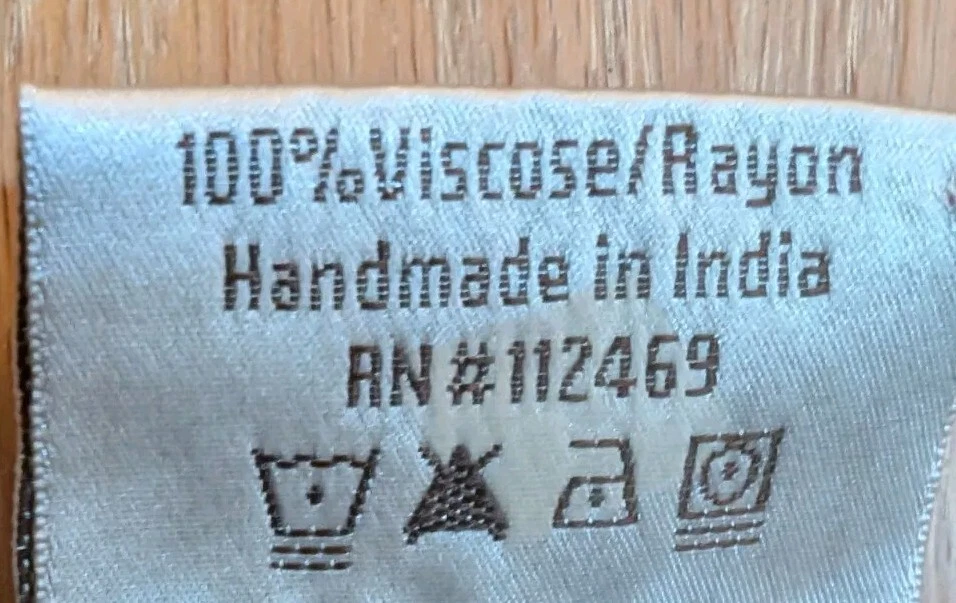 100%Viscose/Rayon
Handmade in India
RN#112469